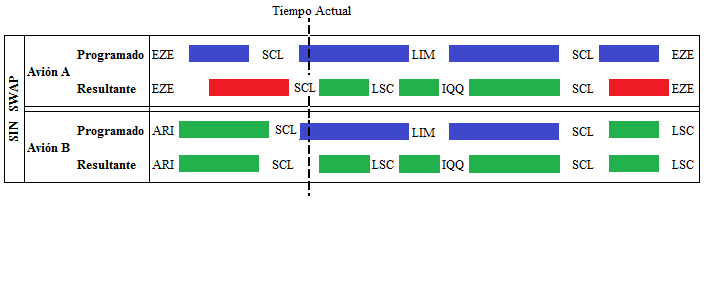 Tiempo Actual
SIN SWAP
Avión A
Programado EZE SCL LIM SCL EZE
Resultante EZE SCL LSC IQQ SCL EZE
Avión B
Programado ARI SCL LIM SCL LSC
Resultante ARI SCL LSC IQQ SCL LSC